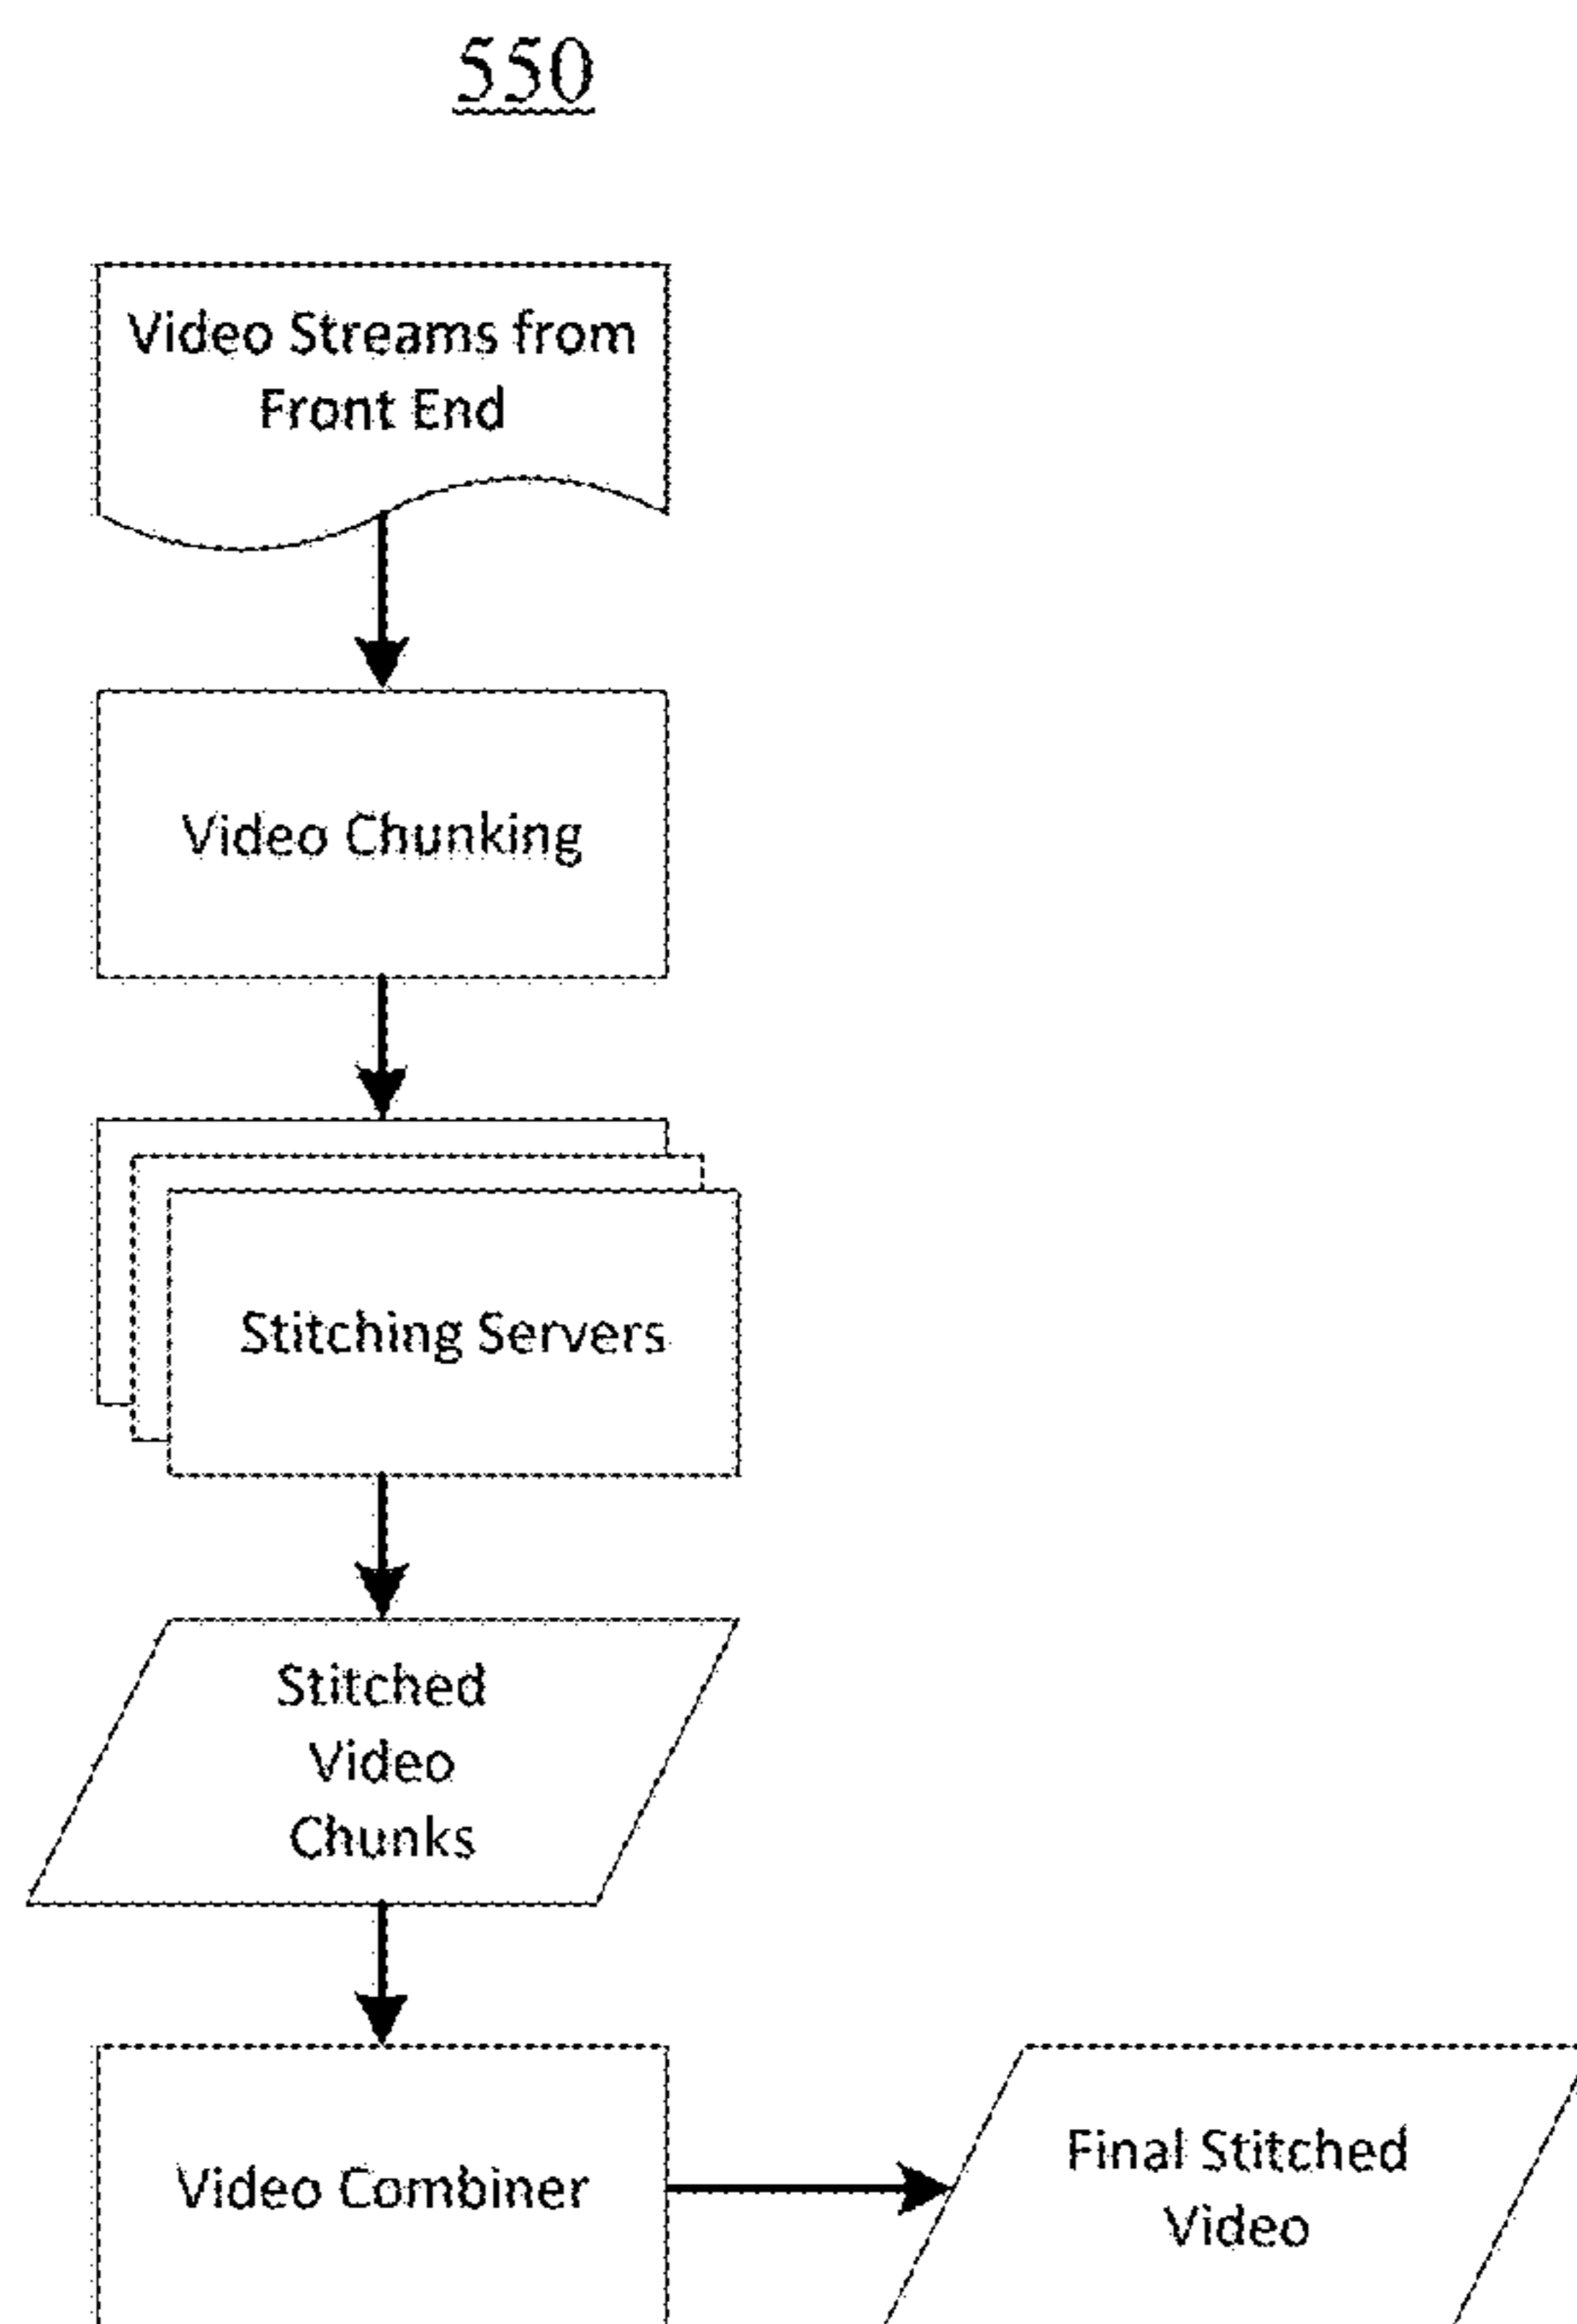 550
Video Streams from
Front End
Video Chunking
Stitching Servers
Stitched
Video
Chunks
Video Combiner
Final Stitched
Video